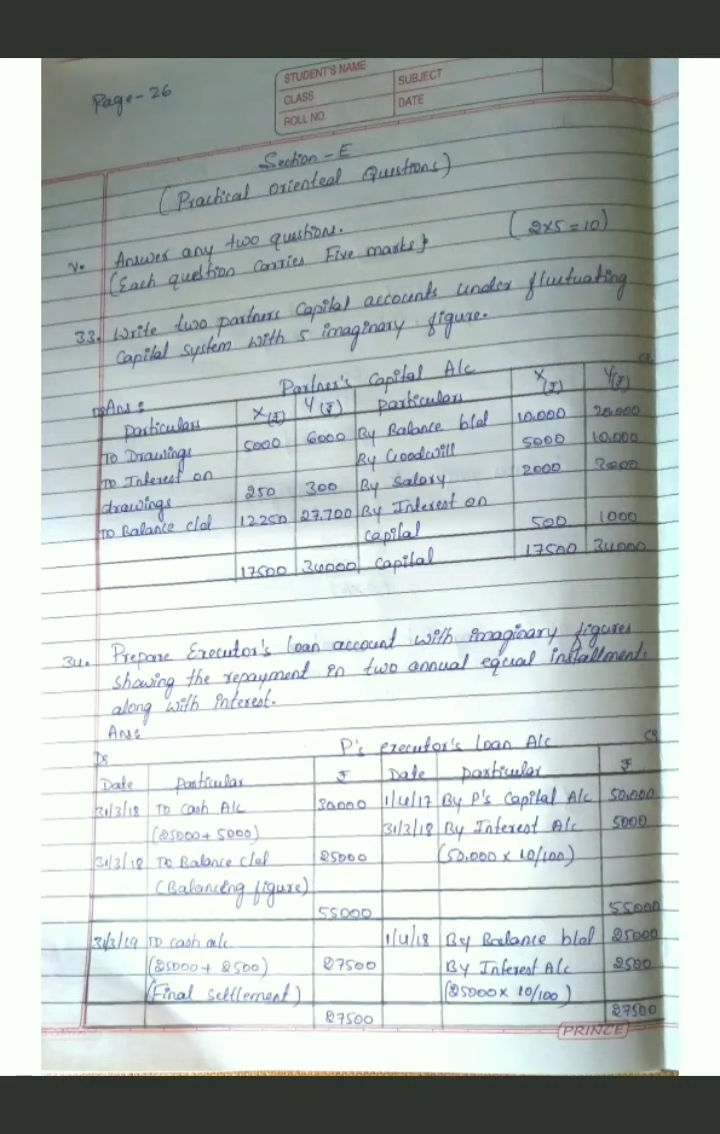 Page-26
STUDENT'S NAME
CLASS
ROLL NO
SUBJECT
DATE
Section - E
(Practical oriented Questions)
V. Answer any two questions. (2x5=10)
(Each question Carries Five marks)
33. Write two partners Capital accounts under fluctuating
Capital system with 5 imaginary figure.
Ans:
Partner's Capital A/c
Dr Cr
Particulars X(₹) Y(₹) Particulars X(₹) Y(₹)
To Drawings 5000 6000 By Balance b/d 10,000 20,000
To Interest on By Goodwill 5000 10,000
drawings 250 300 By Salary 2000 3000
To Balance c/d 12250 27,700 By Interest on
Capital 500 1000
17500 34000 Capital 17500 34000
34. Prepare Executor's loan account with imaginary figures
showing the repayment in two annual equal installments
along with interest.
Ans:
P's executor's Loan A/c
Dr Cr
Date Particular ₹ Date Particular ₹
31/3/18 To Cash A/c 30,000 1/4/17 By P's Capital A/c 50,000
(25000+5000) 31/3/18 By Interest A/c 5000
31/3/18 To Balance c/d 25000 (50,000 x 10/100)
(Balancing figure)
55000 55000
31/3/19 To cash a/c 1/4/18 By Balance b/d 25000
(25000+2500) 27500 By Interest A/c 2500
(Final settlement) (25000x 10/100)
27500 27500
PRINCE